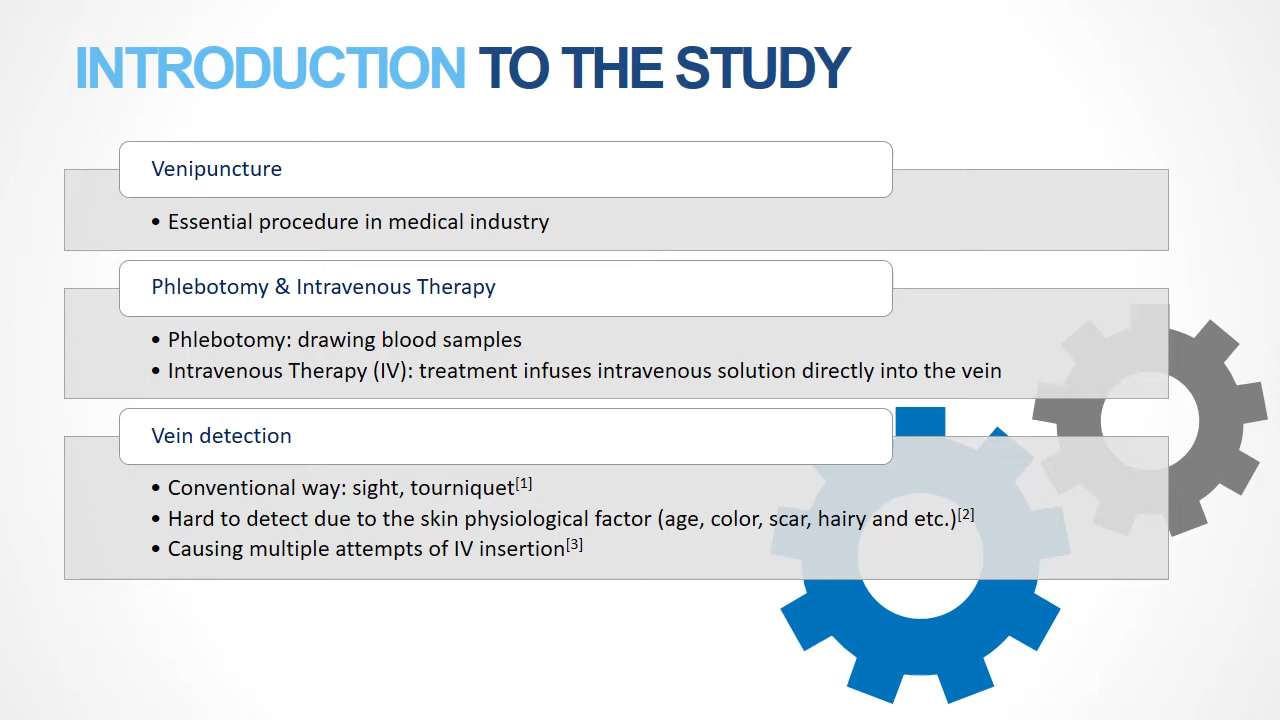 INTRODUCTION TO THE STUDY
Venipuncture
• Essential procedure in medical industry
Phlebotomy & Intravenous Therapy
• Phlebotomy: drawing blood samples
• Intravenous Therapy (IV): treatment infuses intravenous solution directly into the vein
Vein detection
• Conventional way: sight, tourniquet[1]
• Hard to detect due to the skin physiological factor (age, color, scar, hairy and etc.)[2]
• Causing multiple attempts of IV insertion[3]